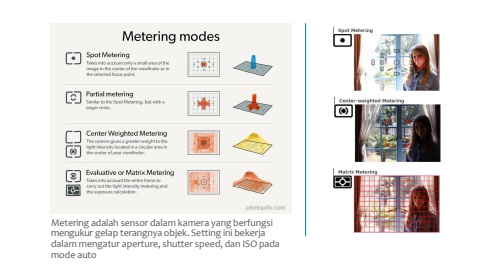 Metering modes
Spot Metering
Takes into account only a small area of the
image in the center of the viewfinder or in
the selected focus point.
Partial metering
Similar to the Spot Metering, but with a
larger circle.
Center Weighted Metering
The camera gives a greater weight to the
light intensity located in a circular area in
the center of your viewfinder.
Evaluative or Matrix Metering
Takes into account the entire frame to
carry out the light intensity metering and
the exposure calculation.
photopills.com
Metering adalah sensor dalam kamera yang berfungsi
mengukur gelap terangnya objek. Setting ini bekerja
dalam mengatur aperture, shutter speed, dan ISO pada
mode auto
Spot Metering
Center-weighted Metering
Matrix Metering